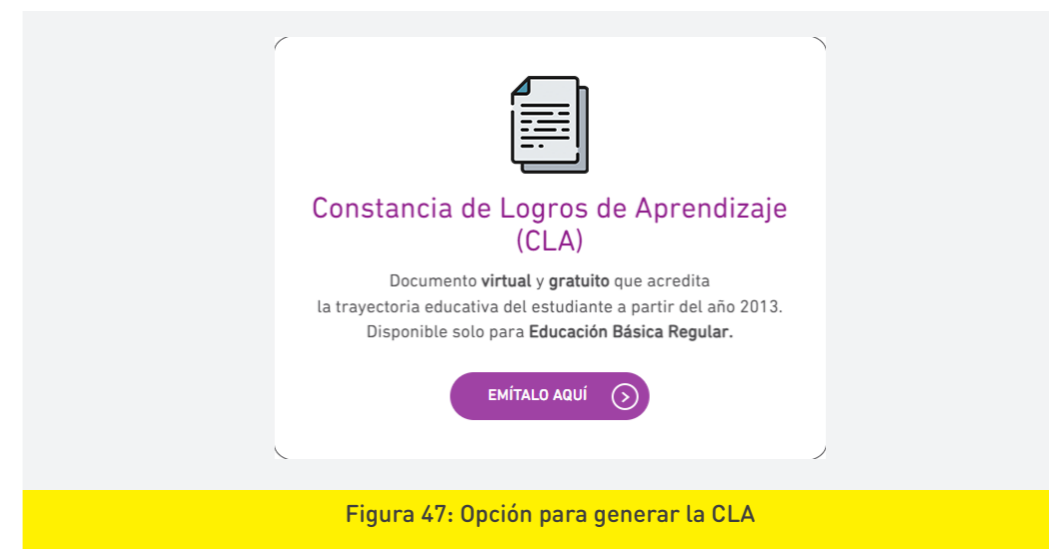 Constancia de Logros de Aprendizaje
(CLA)
Documento virtual y gratuito que acredita
la trayectoria educativa del estudiante a partir del año 2013.
Disponible solo para Educación Básica Regular.
EMÍTALO AQUÍ
Figura 47: Opción para generar la CLA